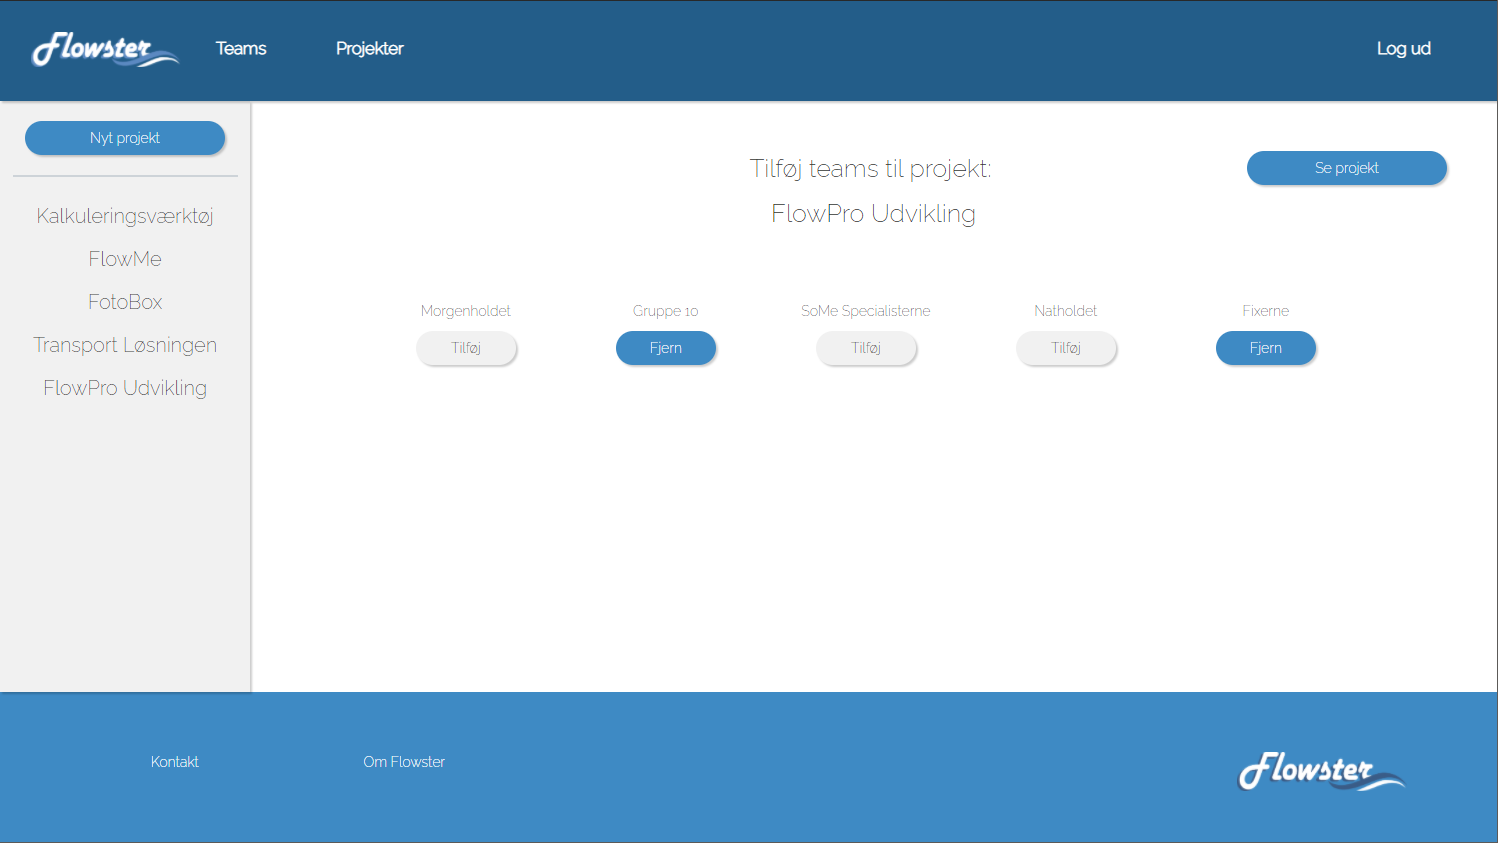 Flowster
Teams
Projekter
Log ud
Nyt projekt
Kalkuleringsværktøj
FlowMe
FotoBox
Transport Løsningen
FlowPro Udvikling
Tilføj teams til projekt:
FlowPro Udvikling
Se projekt
Morgenholdet
Tilføj
Gruppe 10
Fjern
SoMe Specialisterne
Tilføj
Natholdet
Tilføj
Fixerne
Fjern
Kontakt
Om Flowster
Flowster